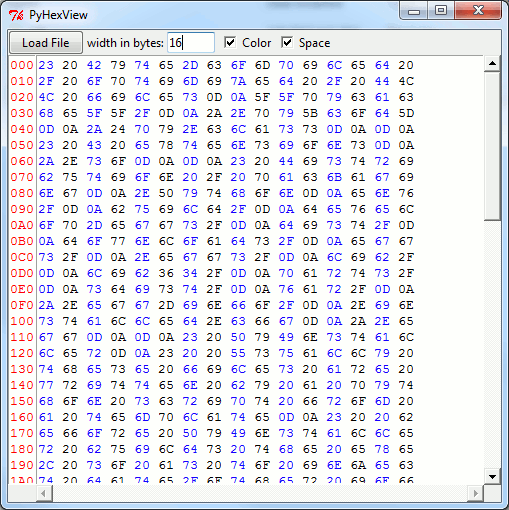 PyHexView
Load File width in bytes: 16 Color Space
000 23 20 42 79 74 65 2D 63 6F 6D 70 69 6C 65 64 20
010 2F 20 6F 70 74 69 6D 69 7A 65 64 20 2F 20 44 4C
020 4C 20 66 69 6C 65 73 0D 0A 5F 5F 70 79 63 61 63
030 68 65 5F 5F 2F 0D 0A 2A 2E 70 79 5B 63 6F 64 5D
040 0D 0A 2A 24 70 79 2E 63 6C 61 73 73 0D 0A 0D 0A
050 23 20 43 20 65 78 74 65 6E 73 69 6F 6E 73 0D 0A
060 2A 2E 73 6F 0D 0A 0D 0A 23 20 44 69 73 74 72 69
070 62 75 74 69 6F 6E 20 2F 20 70 61 63 6B 61 67 69
080 6E 67 0D 0A 2E 50 79 74 68 6F 6E 0D 0A 65 6E 76
090 2F 0D 0A 62 75 69 6C 64 2F 0D 0A 64 65 76 65 6C
0A0 6F 70 2D 65 67 67 73 2F 0D 0A 64 69 73 74 2F 0D
0B0 0A 64 6F 77 6E 6C 6F 61 64 73 2F 0D 0A 65 67 67
0C0 73 2F 0D 0A 2E 65 67 67 73 2F 0D 0A 6C 69 62 2F
0D0 0D 0A 6C 69 62 36 34 2F 0D 0A 70 61 72 74 73 2F
0E0 0D 0A 73 64 69 73 74 2F 0D 0A 76 61 72 2F 0D 0A
0F0 2A 2E 65 67 67 2D 69 6E 66 6F 2F 0D 0A 2E 69 6E
100 73 74 61 6C 6C 65 64 2E 63 66 67 0D 0A 2A 2E 65
110 67 67 0D 0A 0D 0A 23 20 50 79 49 6E 73 74 61 6C
120 6C 65 72 0D 0A 23 20 20 55 73 75 61 6C 6C 79 20
130 74 68 65 73 65 20 66 69 6C 65 73 20 61 72 65 20
140 77 72 69 74 74 65 6E 20 62 79 20 61 20 70 79 74
150 68 6F 6E 20 73 63 72 69 70 74 20 66 72 6F 6D 20
160 61 20 74 65 6D 70 6C 61 74 65 0D 0A 23 20 20 62
170 65 66 6F 72 65 20 50 79 49 6E 73 74 61 6C 6C 65
180 72 20 62 75 69 6C 64 73 20 74 68 65 20 65 78 65
190 2C 20 73 6F 20 61 73 20 74 6F 20 69 6E 6A 65 63
1A0 74 20 64 61 74 65 2F 6F 74 68 65 72 20 69 6E 66